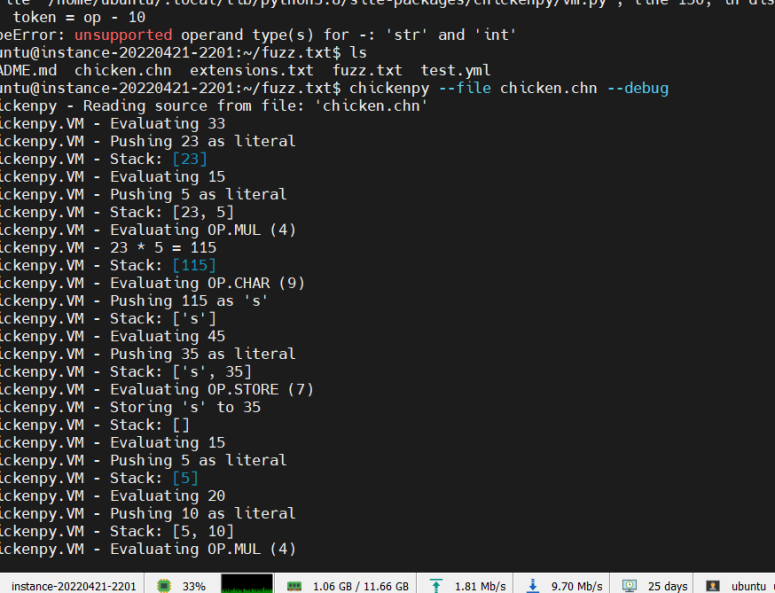 ile "/home/ubuntu/.local/lib/python3.8/site-packages/chickenpy/vm.py", line 150, in dis
token = op - 10
peError: unsupported operand type(s) for -: 'str' and 'int'
untu@instance-20220421-2201:~/fuzz.txt$ ls
ADME.md chicken.chn extensions.txt fuzz.txt test.yml
untu@instance-20220421-2201:~/fuzz.txt$ chickenpy --file chicken.chn --debug
ickenpy - Reading source from file: 'chicken.chn'
ickenpy.VM - Evaluating 33
ickenpy.VM - Pushing 23 as literal
ickenpy.VM - Stack: [23]
ickenpy.VM - Evaluating 15
ickenpy.VM - Pushing 5 as literal
ickenpy.VM - Stack: [23, 5]
ickenpy.VM - Evaluating OP.MUL (4)
ickenpy.VM - 23 * 5 = 115
ickenpy.VM - Stack: [115]
ickenpy.VM - Evaluating OP.CHAR (9)
ickenpy.VM - Pushing 115 as 's'
ickenpy.VM - Stack: ['s']
ickenpy.VM - Evaluating 45
ickenpy.VM - Pushing 35 as literal
ickenpy.VM - Stack: ['s', 35]
ickenpy.VM - Evaluating OP.STORE (7)
ickenpy.VM - Storing 's' to 35
ickenpy.VM - Stack: []
ickenpy.VM - Evaluating 15
ickenpy.VM - Pushing 5 as literal
ickenpy.VM - Stack: [5]
ickenpy.VM - Evaluating 20
ickenpy.VM - Pushing 10 as literal
ickenpy.VM - Stack: [5, 10]
ickenpy.VM - Evaluating OP.MUL (4)
instance-20220421-2201 33% 1.06 GB / 11.66 GB 1.81 Mb/s 9.70 Mb/s 25 days ubuntu